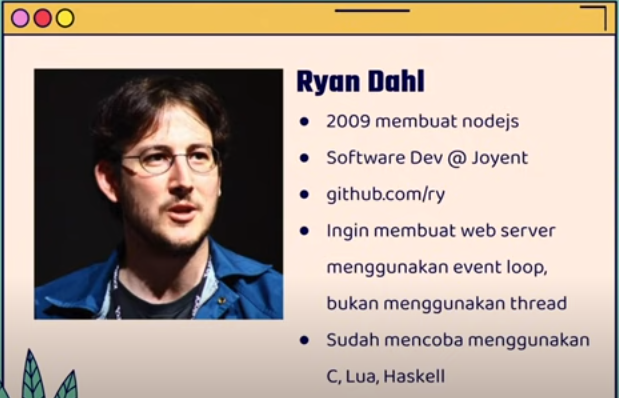 Ryan Dahl
2009 membuat nodejs
Software Dev @ Joyent
github.com/ry
Ingin membuat web server
menggunakan event loop,
bukan menggunakan thread
Sudah mencoba menggunakan
C, Lua, Haskell